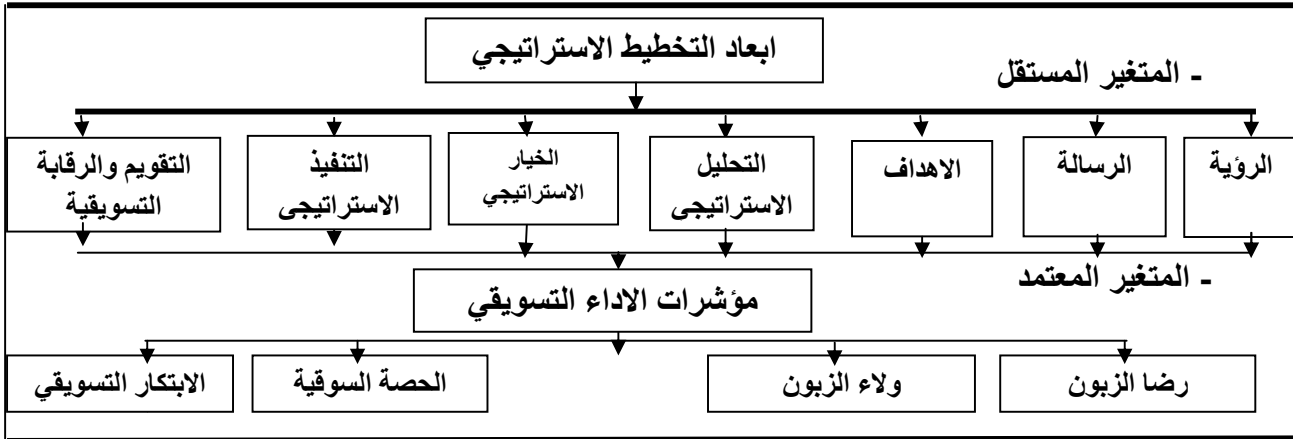 ابعاد التخطيط الاستراتيجي
- المتغير المستقل
الرؤية
الرسالة
الاهداف
التحليل
الاستراتيجى
الخيار
الاستراتيجي
التنفيذ
الاستراتيجى
التقويم والرقابة
التسويقية
- المتغير المعتمد
مؤشرات الاداء التسويقي
رضا الزبون
ولاء الزبون
الحصة السوقية
الابتكار التسويقي